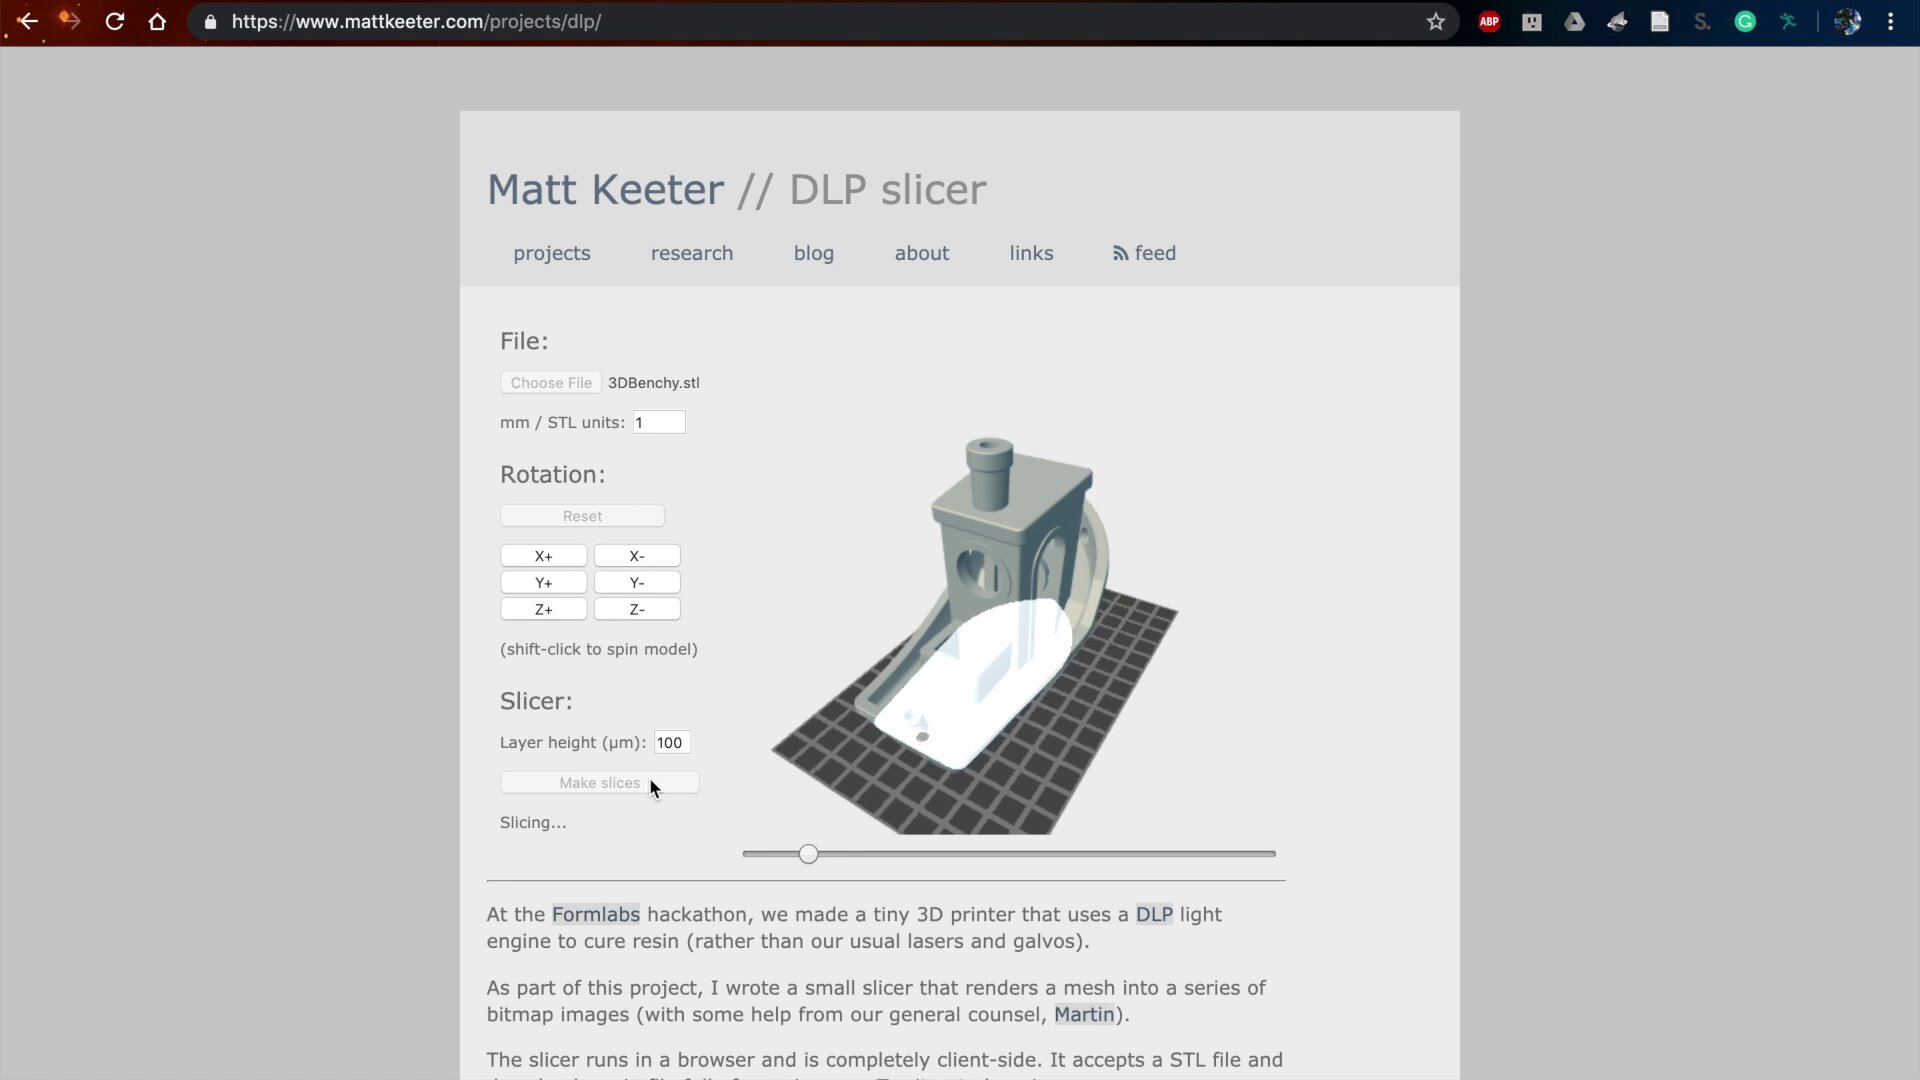 https://www.mattkeeter.com/projects/dlp/
ABP
S.
G
Matt Keeter // DLP slicer
projects research blog about links feed
File:
Choose File 3DBenchy.stl
mm / STL units: 1
Rotation:
Reset
X+ X-
Y+ Y-
Z+ Z-
(shift-click to spin model)
Slicer:
Layer height (µm): 100
Make slices
Slicing...
At the Formlabs hackathon, we made a tiny 3D printer that uses a DLP light
engine to cure resin (rather than our usual lasers and galvos).
As part of this project, I wrote a small slicer that renders a mesh into a series of
bitmap images (with some help from our general counsel, Martin).
The slicer runs in a browser and is completely client-side. It accepts a STL file and